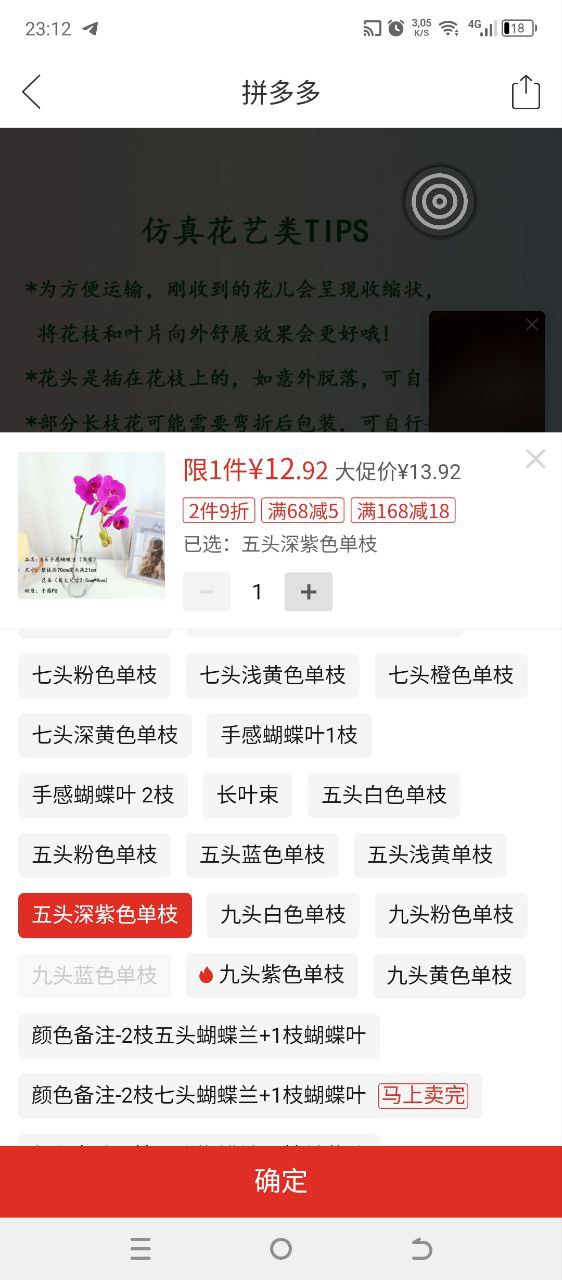 23:12
3,05
K/S
4G
18
拼多多
仿真花艺类TIPS
*为方便运输，刚收到的花儿会呈现收缩状，
将花枝和叶片向外舒展效果会更好哦！
*花头是插在花枝上的，如意外脱落，可自
*部分长枝花可能需要弯折后包装，可自行
限1件¥12.92 大促价¥13.92
2件9折 满68减5 满168减18
已选：五头深紫色单枝
1
七头粉色单枝 七头浅黄色单枝 七头橙色单枝
七头深黄色单枝 手感蝴蝶叶1枝
手感蝴蝶叶 2枝 长叶束 五头白色单枝
五头粉色单枝 五头蓝色单枝 五头浅黄单枝
五头深紫色单枝 九头白色单枝 九头粉色单枝
九头蓝色单枝 九头紫色单枝 九头黄色单枝
颜色备注-2枝五头蝴蝶兰+1枝蝴蝶叶
颜色备注-2枝七头蝴蝶兰+1枝蝴蝶叶 马上卖完
确定